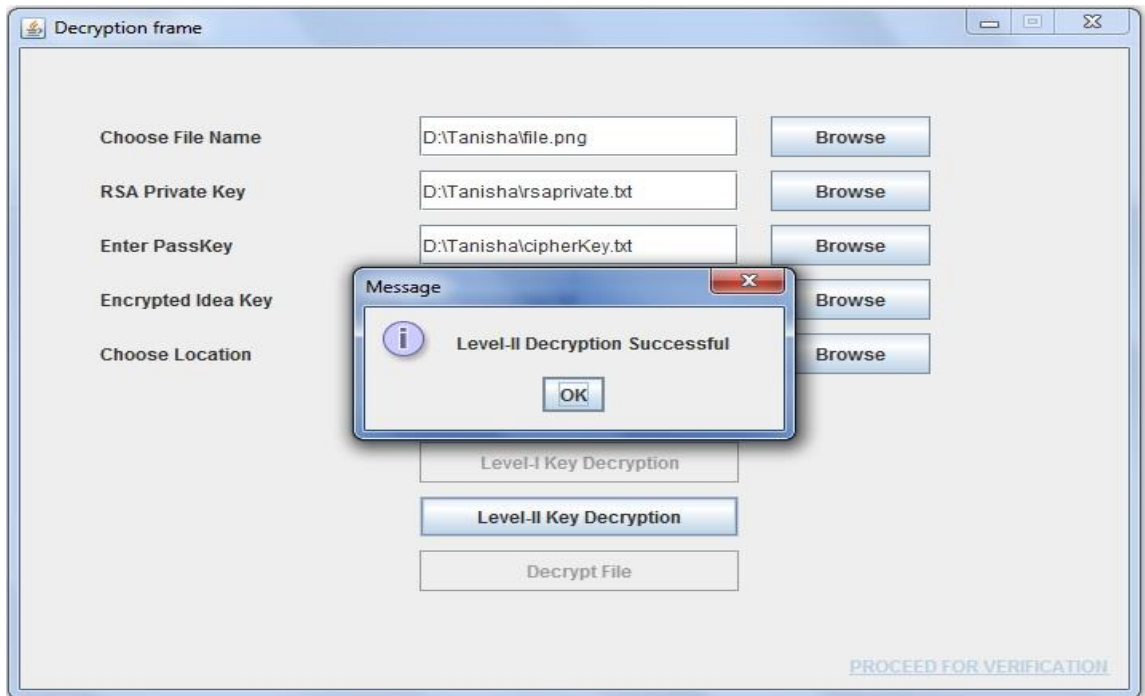 Decryption frame
Choose File Name D:\Tanisha\file.png Browse
RSA Private Key D:\Tanisha\rsaprivate.txt Browse
Enter PassKey D:\Tanisha\cipherKey.txt Browse
Encrypted Idea Key Browse
Choose Location Browse
Message
Level-II Decryption Successful
OK
Level-I Key Decryption
Level-II Key Decryption
Decrypt File
PROCEED FOR VERIFICATION